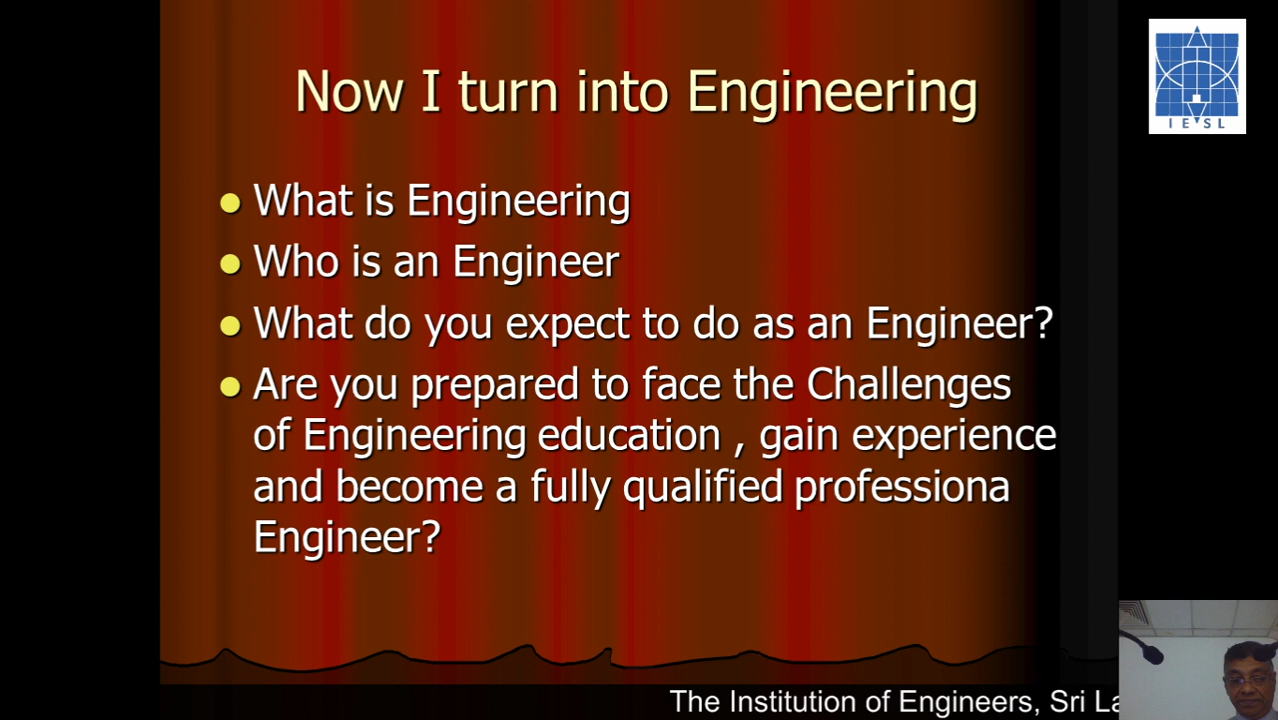 Now I turn into Engineering
What is Engineering
Who is an Engineer
What do you expect to do as an Engineer?
Are you prepared to face the Challenges
of Engineering education , gain experience
and become a fully qualified professiona
Engineer?
IESL
The Institution of Engineers, Sri La